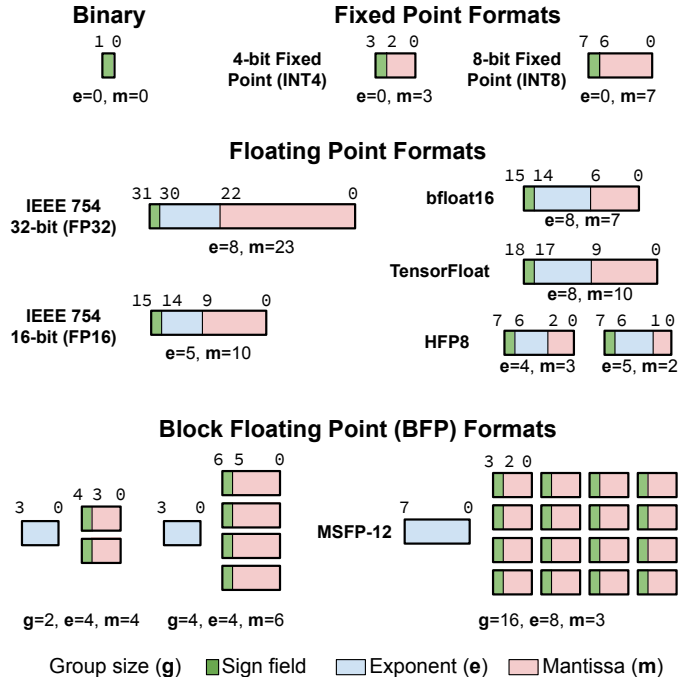 Binary
1 0
e=0, m=0
Fixed Point Formats
4-bit Fixed
Point (INT4)
3 2 0
e=0, m=3
8-bit Fixed
Point (INT8)
7 6 0
e=0, m=7
Floating Point Formats
IEEE 754
32-bit (FP32)
31 30 22 0
e=8, m=23
bfloat16
15 14 6 0
e=8, m=7
TensorFloat
18 17 9 0
e=8, m=10
IEEE 754
16-bit (FP16)
15 14 9 0
e=5, m=10
HFP8
7 6 2 0
e=4, m=3
7 6 1 0
e=5, m=2
Block Floating Point (BFP) Formats
3 0
4 3 0
g=2, e=4, m=4
3 0
6 5 0
g=4, e=4, m=6
MSFP-12
7 0
3 2 0
g=16, e=8, m=3
Group size (g) Sign field Exponent (e) Mantissa (m)